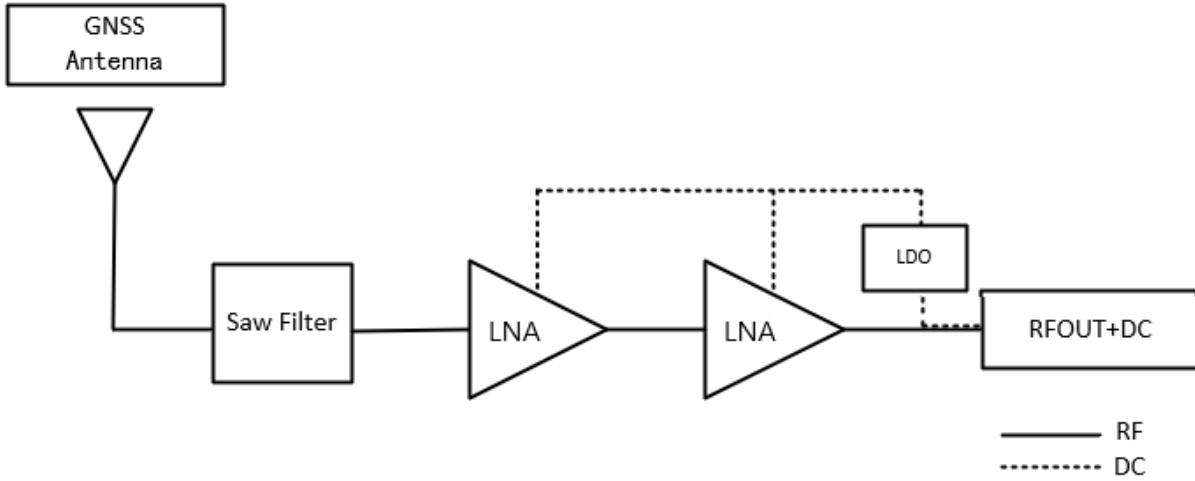 GNSS
Antenna
LDO
Saw Filter
LNA
LNA
RFOUT+DC
RF
DC